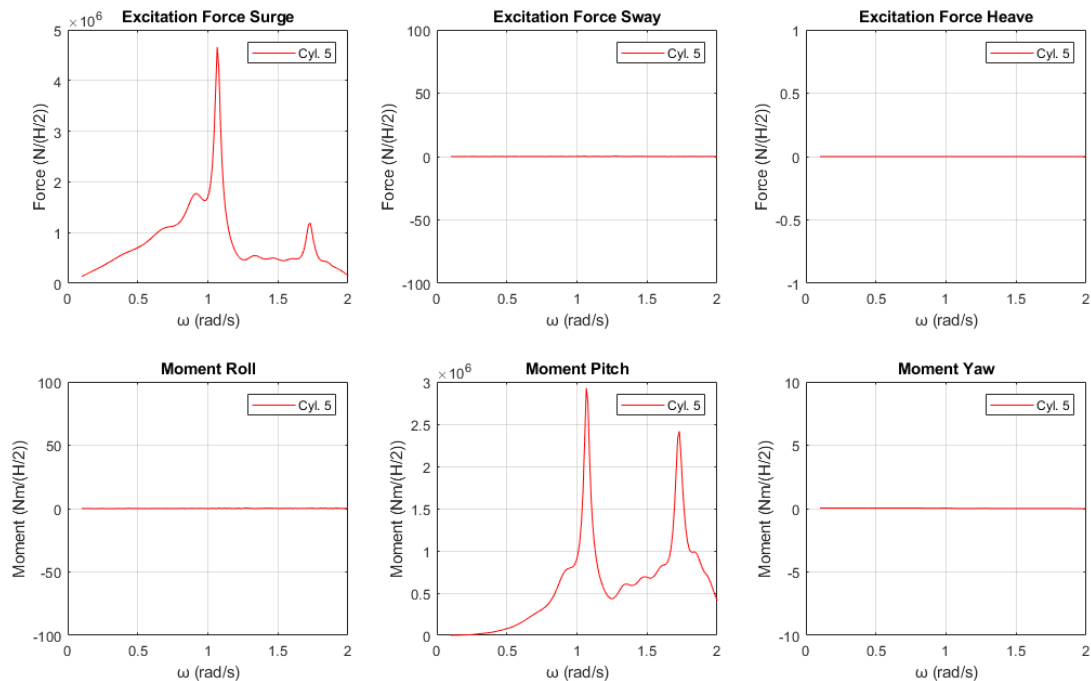 Excitation Force Surge
×10⁶
5
4
3
2
1
0
Force (N/(H/2))
0 0.5 1 1.5 2
ω (rad/s)
Cyl. 5
Excitation Force Sway
100
50
0
-50
-100
Force (N/(H/2))
0 0.5 1 1.5 2
ω (rad/s)
Cyl. 5
Excitation Force Heave
1
0.5
0
-0.5
-1
Force (N/(H/2))
0 0.5 1 1.5 2
ω (rad/s)
Cyl. 5
Moment Roll
100
50
0
-50
-100
Moment (Nm/(H/2))
0 0.5 1 1.5 2
ω (rad/s)
Cyl. 5
Moment Pitch
×10⁶
3
2.5
2
1.5
1
0.5
0
Moment (Nm/(H/2))
0 0.5 1 1.5 2
ω (rad/s)
Cyl. 5
Moment Yaw
10
5
0
-5
-10
Moment (Nm/(H/2))
0 0.5 1 1.5 2
ω (rad/s)
Cyl. 5